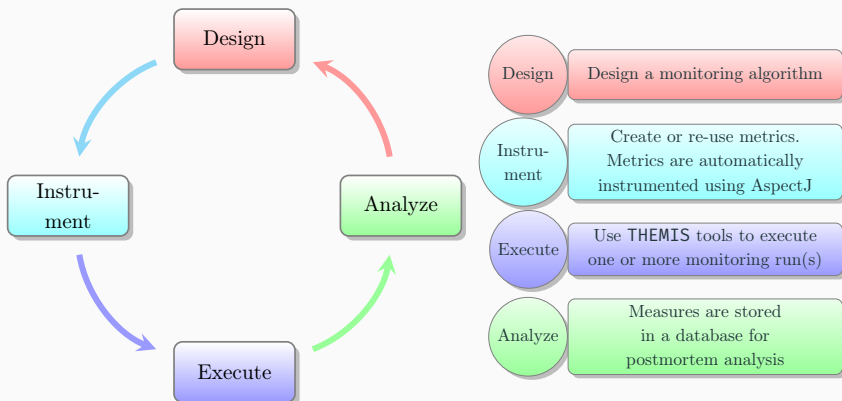 Design
Instru-
ment
Analyze
Execute
Design
Design a monitoring algorithm
Instru-
ment
Create or re-use metrics.
Metrics are automatically
instrumented using AspectJ
Execute
Use THEMIS tools to execute
one or more monitoring run(s)
Analyze
Measures are stored
in a database for
postmortem analysis